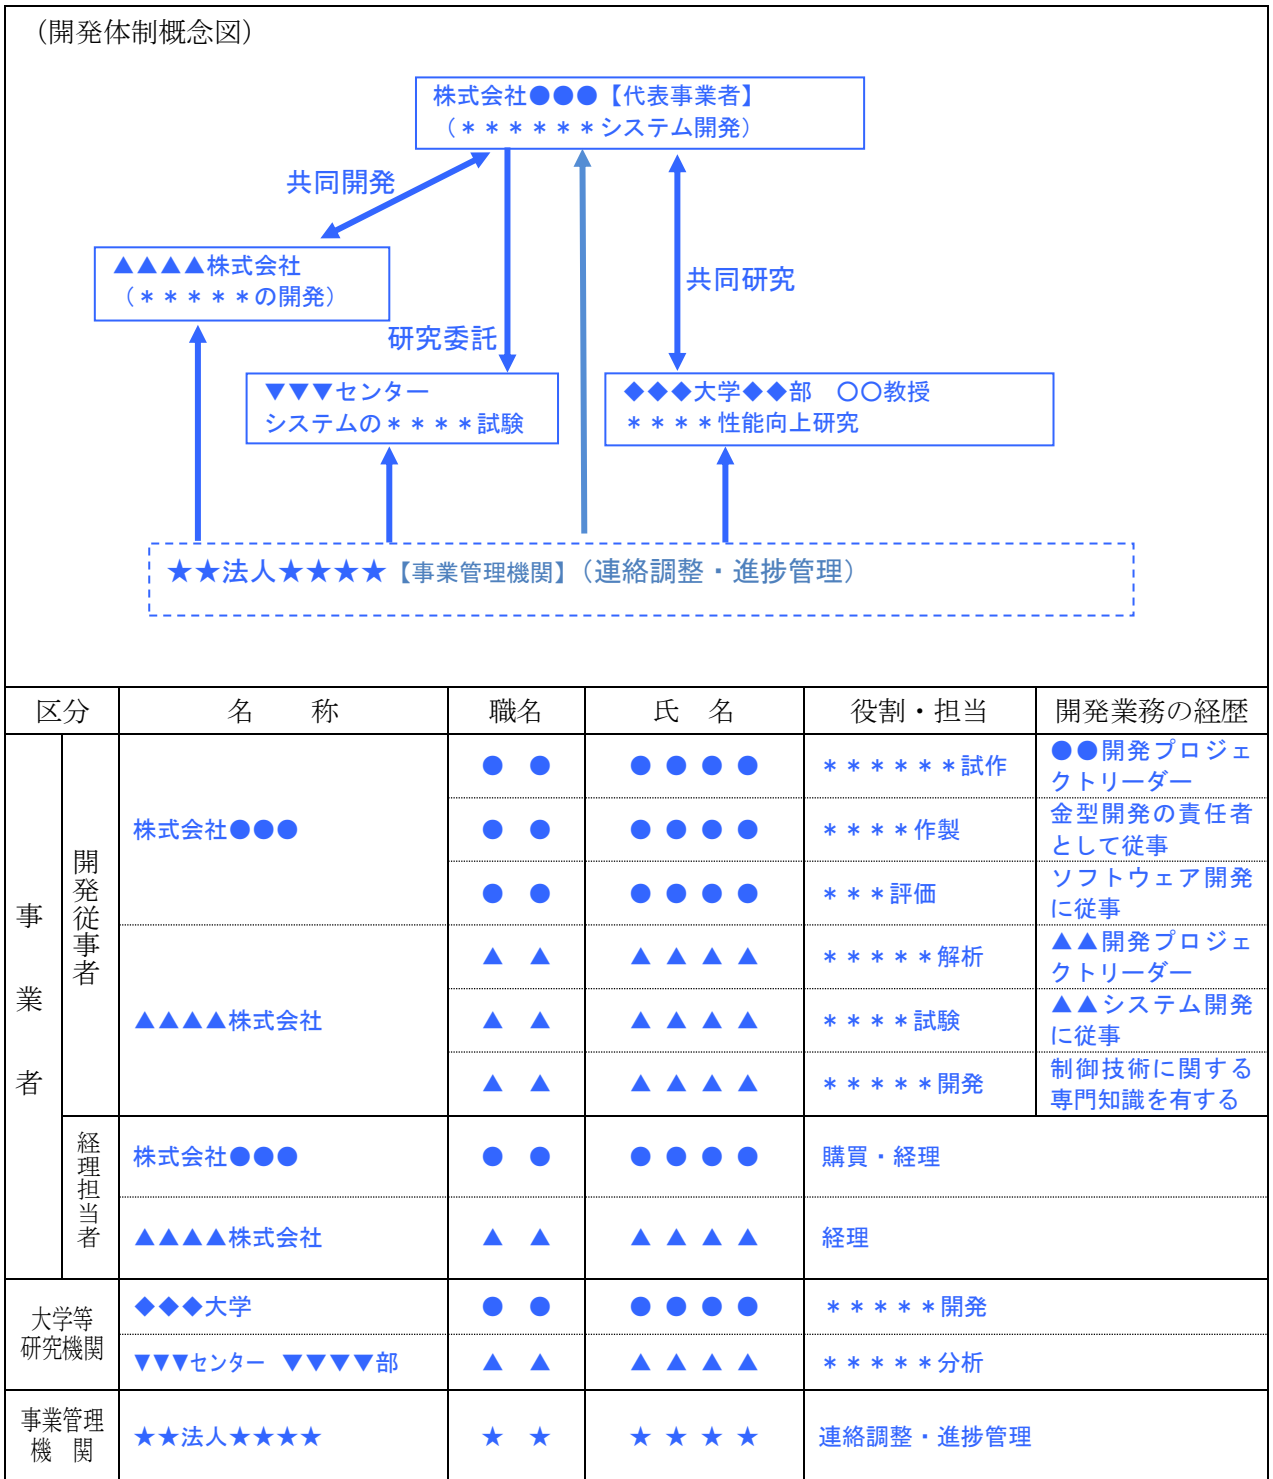 （開発体制概念図）
株式会社●●●【代表事業者】
（＊＊＊＊＊＊システム開発）
共同開発
▲▲▲▲株式会社
（＊＊＊＊＊の開発）
共同研究
研究委託
▼▼▼センター
システムの＊＊＊＊試験
◆◆◆大学◆◆部　〇〇教授
＊＊＊＊性能向上研究
★★法人★★★★【事業管理機関】（連絡調整・進捗管理）
区分　名　称　職名　氏　名　役割・担当　開発業務の経歴
事業者
開発従事者
株式会社●●●
●　●　●●●●　＊＊＊＊＊＊試作
●●開発プロジェ
クトリーダー
●　●　●●●●　＊＊＊＊作製
金型開発の責任者
として従事
●　●　●●●●　＊＊＊評価
ソフトウェア開発
に従事
▲▲▲▲株式会社
▲　▲　▲▲▲▲　＊＊＊＊＊解析
▲▲開発プロジェ
クトリーダー
▲　▲　▲▲▲▲　＊＊＊＊試験
▲▲システム開発
に従事
▲　▲　▲▲▲▲　＊＊＊＊＊開発
制御技術に関する
専門知識を有する
経理担当者
株式会社●●●　●　●　●●●●　購買・経理
▲▲▲▲株式会社　▲　▲　▲▲▲▲　経理
大学等
研究機関
◆◆◆大学　●　●　●●●●　＊＊＊＊＊開発
▼▼▼センター　▼▼▼▼部　▲　▲　▲▲▲▲　＊＊＊＊＊分析
事業管理
機　関
★★法人★★★★　★　★　★★★★　連絡調整・進捗管理